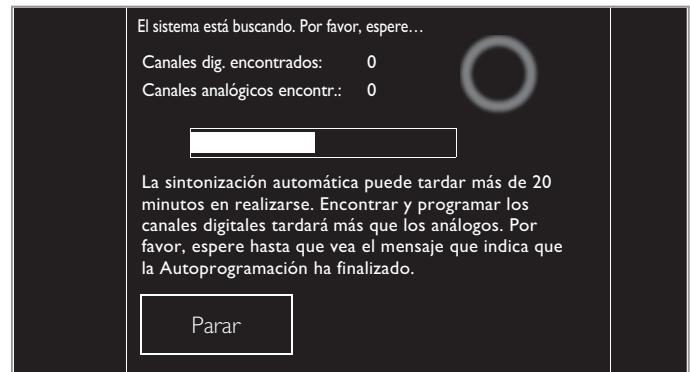 El sistema está buscando. Por favor, espere…
Canales dig. encontrados: 0
Canales analógicos encontr.: 0
La sintonización automática puede tardar más de 20
minutos en realizarse. Encontrar y programar los
canales digitales tardará más que los análogos. Por
favor, espere hasta que vea el mensaje que indica que
la Autoprogramación ha finalizado.
Parar